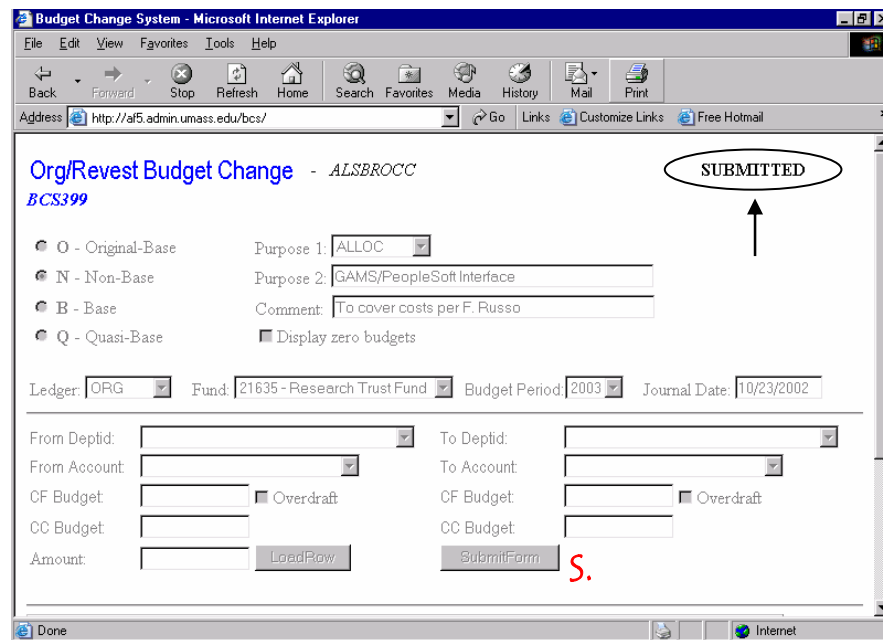 Budget Change System - Microsoft Internet Explorer
File Edit View Favorites Tools Help
Back Forward Stop Refresh Home Search Favorites Media History Mail Print
Address http://af5.admin.umass.edu/bcs/ Go Links Customize Links Free Hotmail
Org/Revest Budget Change - ALSBROCC SUBMITTED
BCS399
O - Original-Base Purpose 1: ALLOC
N - Non-Base Purpose 2: GAMS/PeopleSoft Interface
B - Base Comment: To cover costs per F. Russo
Q - Quasi-Base Display zero budgets
Ledger: ORG Fund: 21635 - Research Trust Fund Budget Period: 2003 Journal Date: 10/23/2002
From Deptid: To Deptid:
From Account: To Account:
CF Budget: Overdraft CF Budget: Overdraft
CC Budget: CC Budget:
Amount: LoadRow SubmitForm S.
Done Internet